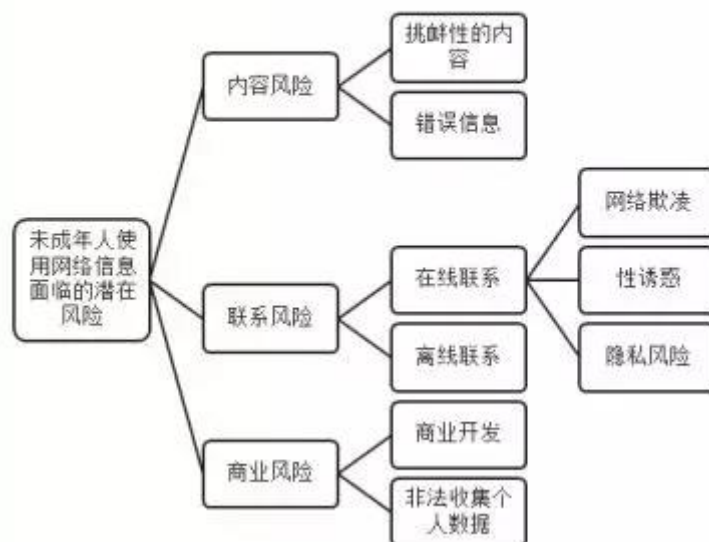 未成年人使
用网络信息
面临的潜在
风险
内容风险
挑衅性的内
容
错误信息
联系风险
在线联系
网络欺凌
性诱惑
隐私风险
离线联系
商业风险
商业开发
非法收集个
人数据